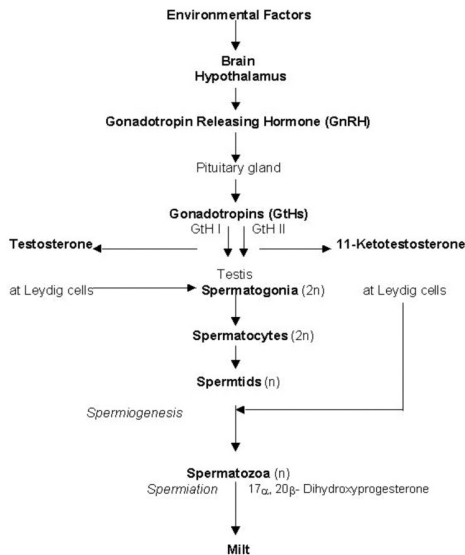 Environmental Factors
Brain
Hypothalamus
Gonadotropin Releasing Hormone (GnRH)
Pituitary gland
Gonadotropins (GtHs)
GtH I GtH II
Testosterone 11-Ketotestosterone
Testis
at Leydig cells Spermatogonia (2n) at Leydig cells
Spermatocytes (2n)
Spermtids (n)
Spermiogenesis
Spermatozoa (n)
Spermiation 17α, 20β- Dihydroxyprogesterone
Milt